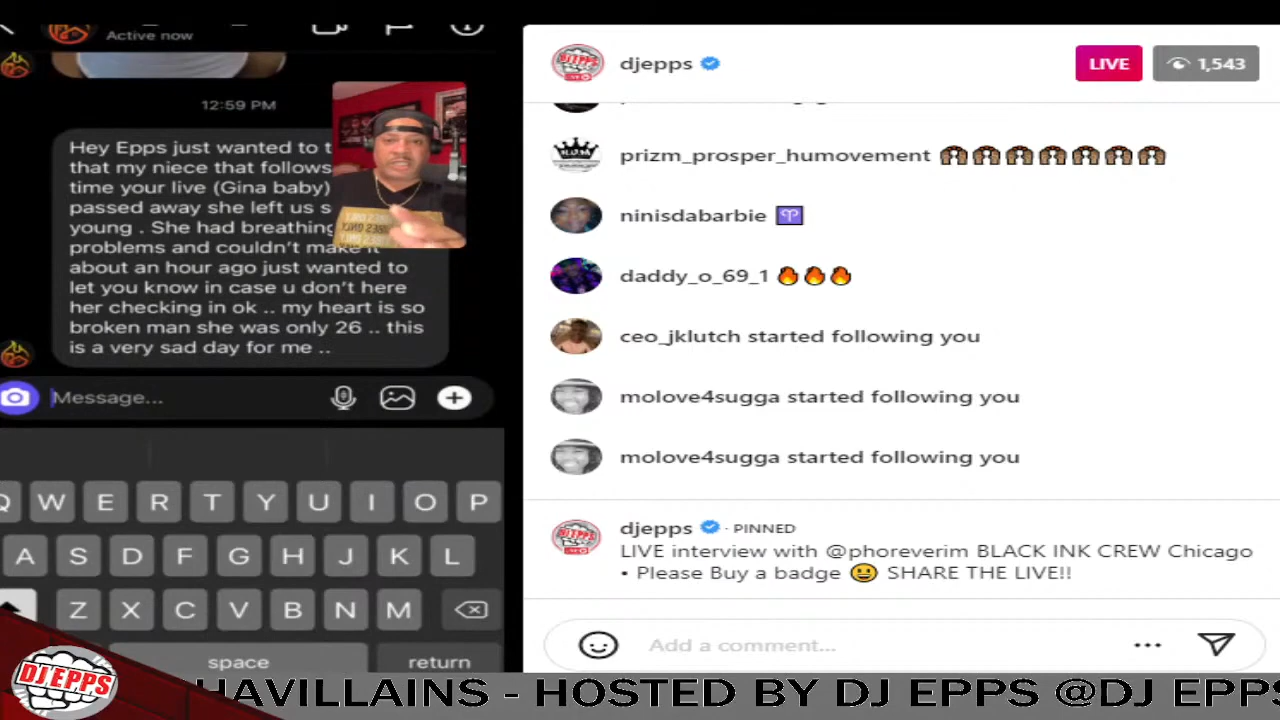 Active now
12:59 PM
Hey Epps just wanted to t
that my niece that follows
time your live (Gina baby)
passed away she left us s
young . She had breathing
problems and couldn't make it
about an hour ago just wanted to
let you know in case u don't here
her checking in ok .. my heart is so
broken man she was only 26 .. this
is a very sad day for me ..
Message...
Q W E R T Y U I O P
A S D F G H J K L
Z X C V B N M
space return
djepps LIVE 1,543
prizm_prosper_humovement
ninisdabarbie
daddy_o_69_1
ceo_jklutch started following you
molove4sugga started following you
molove4sugga started following you
djepps · PINNED
LIVE interview with @phoreverim BLACK INK CREW Chicago
• Please Buy a badge 😀 SHARE THE LIVE!!
Add a comment...
DJ EPPS
HAVILLAINS - HOSTED BY DJ EPPS @DJ EPPS